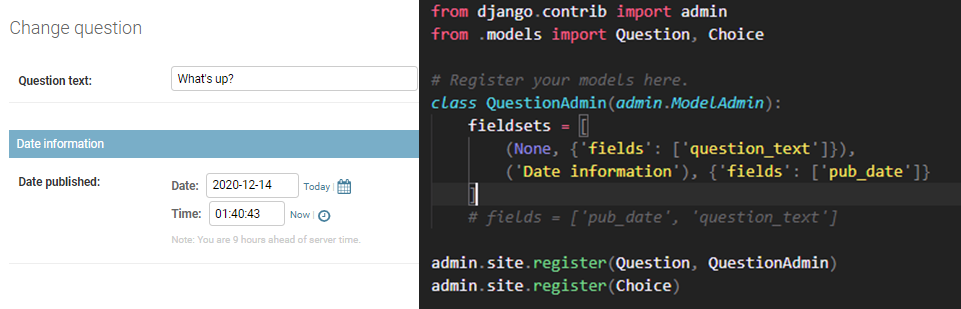 Change question
Question text:
What's up?
Date information
Date published:
Date:
2020-12-14
Today
Time:
01:40:43
Now
Note: You are 9 hours ahead of server time.
from django.contrib import admin
from .models import Question, Choice
# Register your models here.
class QuestionAdmin(admin.ModelAdmin):
fieldsets = [
(None, {'fields': ['question_text']}),
('Date information'), {'fields': ['pub_date']}
]
# fields = ['pub_date', 'question_text']
admin.site.register(Question, QuestionAdmin)
admin.site.register(Choice)